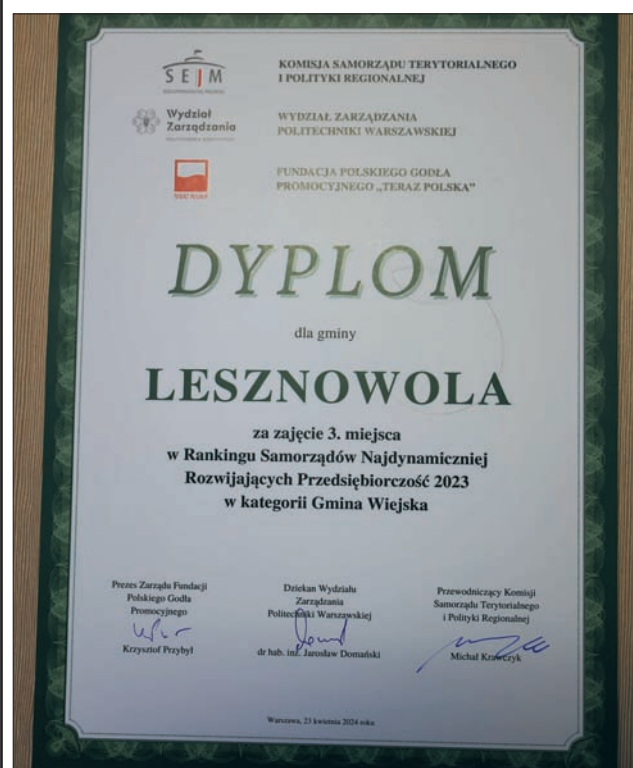 SEJM
KOMISJA SAMORZĄDU TERYTORIALNEGO
I POLITYKI REGIONALNEJ
Wydział
Zarządzania
WYDZIAŁ ZARZĄDZANIA
POLITECHNIKI WARSZAWSKIEJ
FUNDACJA POLSKIEGO GODŁA
PROMOCYJNEGO „TERAZ POLSKA”
DYPLOM
dla gminy
LESZNOWOLA
za zajęcie 3. miejsca
w Rankingu Samorządów Najdynamiczniej
Rozwijających Przedsiębiorczość 2023
w kategorii Gmina Wiejska
Prezes Zarządu Fundacji
Polskiego Godła
Promocyjnego
Krzysztof Przybył
Dziekan Wydziału
Zarządzania
Politechniki Warszawskiej
dr hab. inż. Jarosław Domański
Przewodniczący Komisji
Samorządu Terytorialnego
i Polityki Regionalnej
Michał Krawczyk
Warszawa, 23 kwietnia 2024 roku